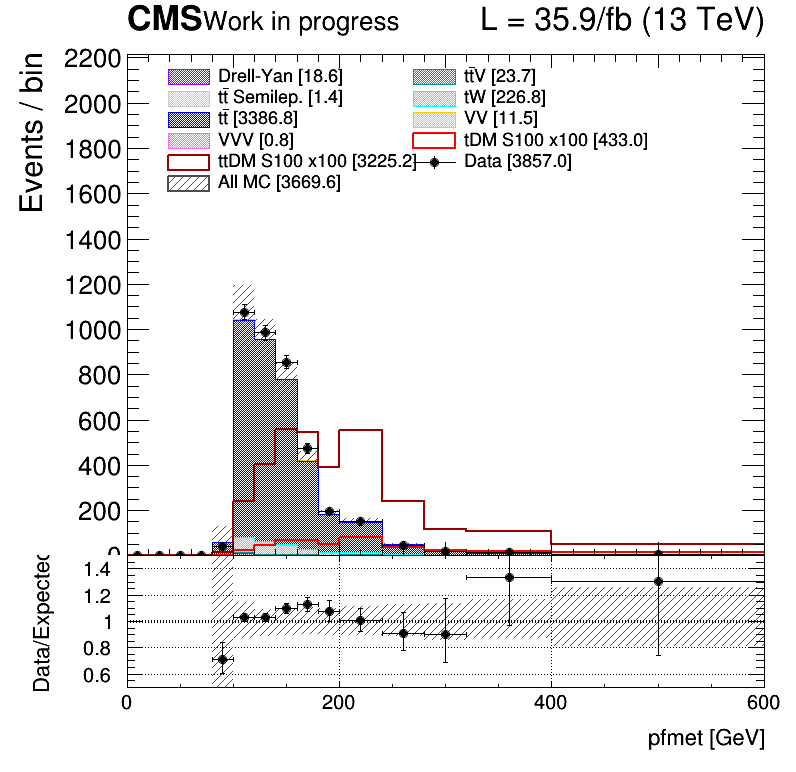 CMS Work in progress L = 35.9/fb (13 TeV)
Events / bin
2200
2000
1800
1600
1400
1200
1000
800
600
400
200
0
Drell-Yan [18.6] tt̄V [23.7]
tt̄ Semilep. [1.4] tW [226.8]
tt̄ [3386.8] VV [11.5]
VVV [0.8] tDM S100 x100 [433.0]
ttDM S100 x100 [3225.2] Data [3857.0]
All MC [3669.6]
Data/Expected
1.4
1.2
1
0.8
0.6
0 200 400 600
pfmet [GeV]